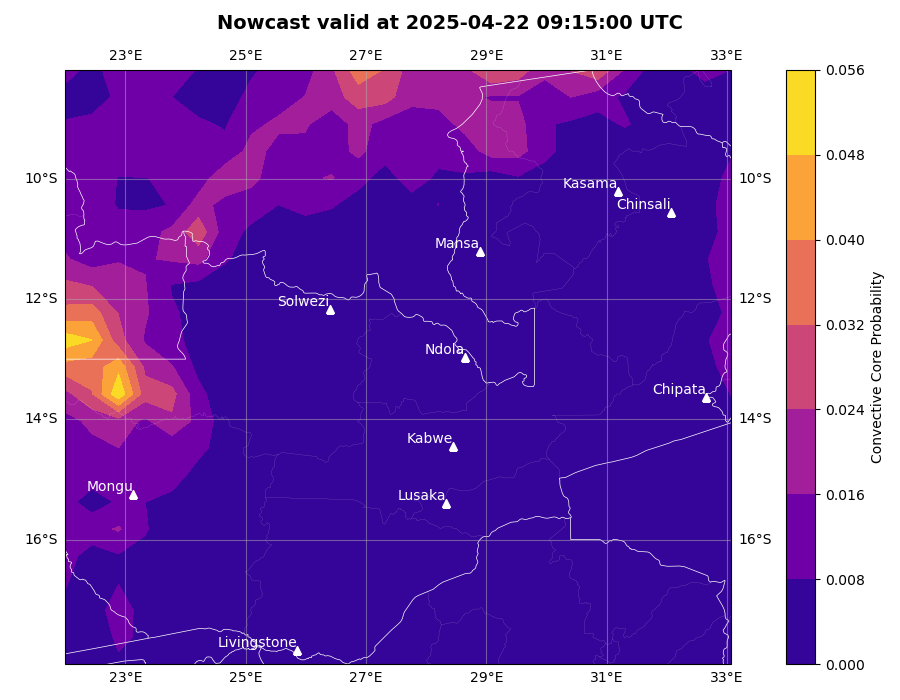 Nowcast valid at 2025-04-22 09:15:00 UTC
23°E 25°E 27°E 29°E 31°E 33°E
0.056
0.048
0.040
0.032
0.024
0.016
0.008
0.000
Convective Core Probability
10°S 10°S
12°S 12°S
14°S 14°S
16°S 16°S
Kasama
Chinsali
Mansa
Solwezi
Ndola
Chipata
Kabwe
Mongu
Lusaka
Livingstone
23°E 25°E 27°E 29°E 31°E 33°E